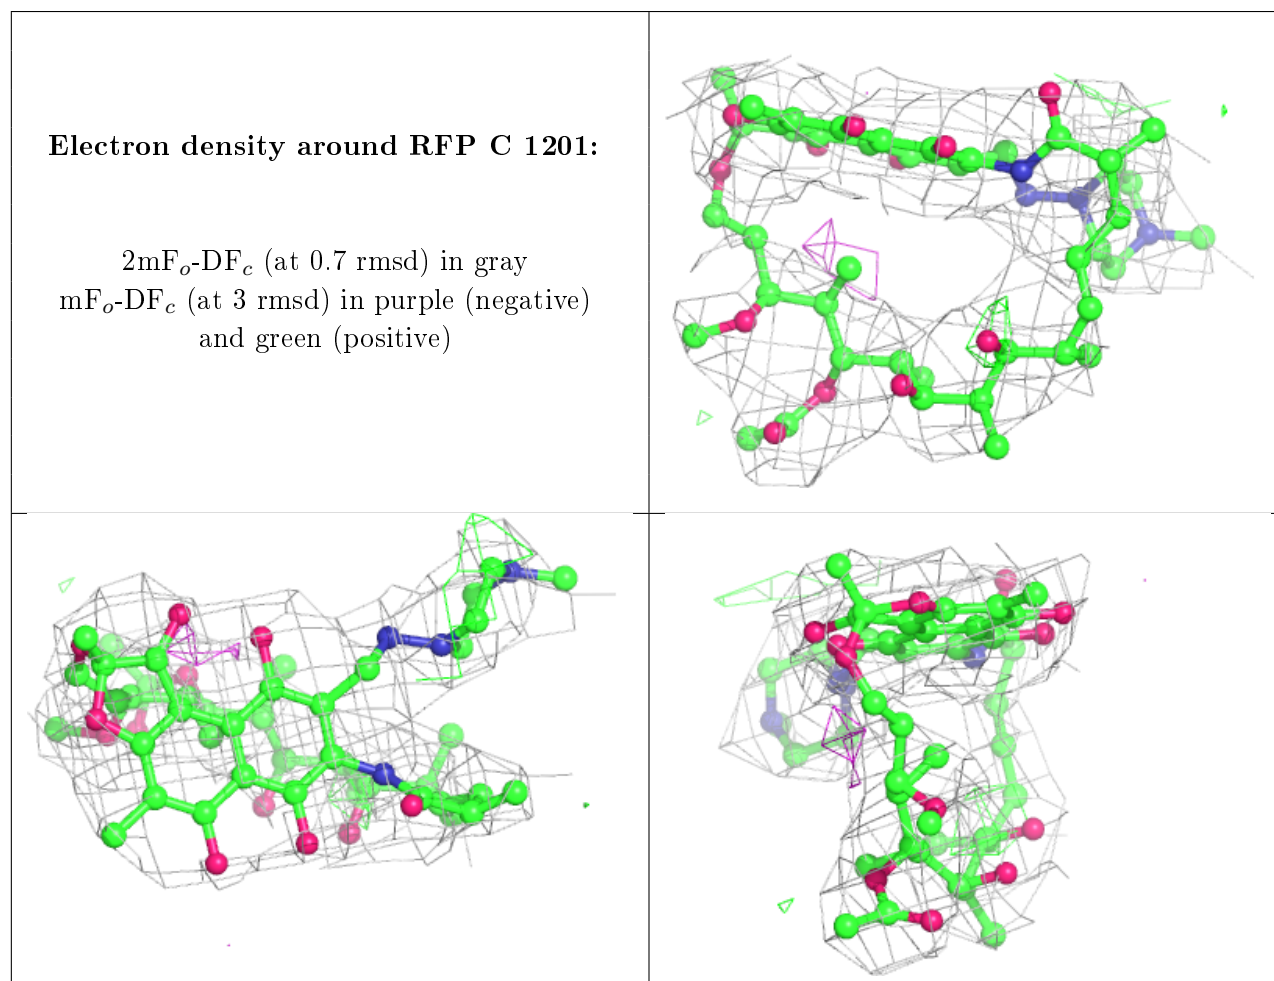 Electron density around RFP C 1201:
2mFₒ-DF𝒸 (at 0.7 rmsd) in gray
mFₒ-DF𝒸 (at 3 rmsd) in purple (negative)
and green (positive)